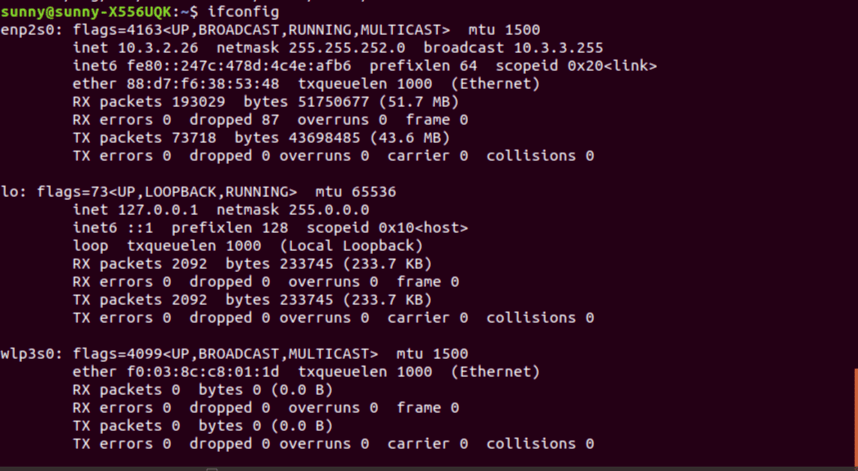 sunny@sunny-X556UQK:~$ ifconfig
enp2s0: flags=4163<UP,BROADCAST,RUNNING,MULTICAST>  mtu 1500
        inet 10.3.2.26  netmask 255.255.252.0  broadcast 10.3.3.255
        inet6 fe80::247c:478d:4c4e:afb6  prefixlen 64  scopeid 0x20<link>
        ether 88:d7:f6:38:53:48  txqueuelen 1000  (Ethernet)
        RX packets 193029  bytes 51750677 (51.7 MB)
        RX errors 0  dropped 87  overruns 0  frame 0
        TX packets 73718  bytes 43698485 (43.6 MB)
        TX errors 0  dropped 0 overruns 0  carrier 0  collisions 0

lo: flags=73<UP,LOOPBACK,RUNNING>  mtu 65536
        inet 127.0.0.1  netmask 255.0.0.0
        inet6 ::1  prefixlen 128  scopeid 0x10<host>
        loop  txqueuelen 1000  (Local Loopback)
        RX packets 2092  bytes 233745 (233.7 KB)
        RX errors 0  dropped 0  overruns 0  frame 0
        TX packets 2092  bytes 233745 (233.7 KB)
        TX errors 0  dropped 0 overruns 0  carrier 0  collisions 0

wlp3s0: flags=4099<UP,BROADCAST,MULTICAST>  mtu 1500
        ether f0:03:8c:c8:01:1d  txqueuelen 1000  (Ethernet)
        RX packets 0  bytes 0 (0.0 B)
        RX errors 0  dropped 0  overruns 0  frame 0
        TX packets 0  bytes 0 (0.0 B)
        TX errors 0  dropped 0 overruns 0  carrier 0  collisions 0